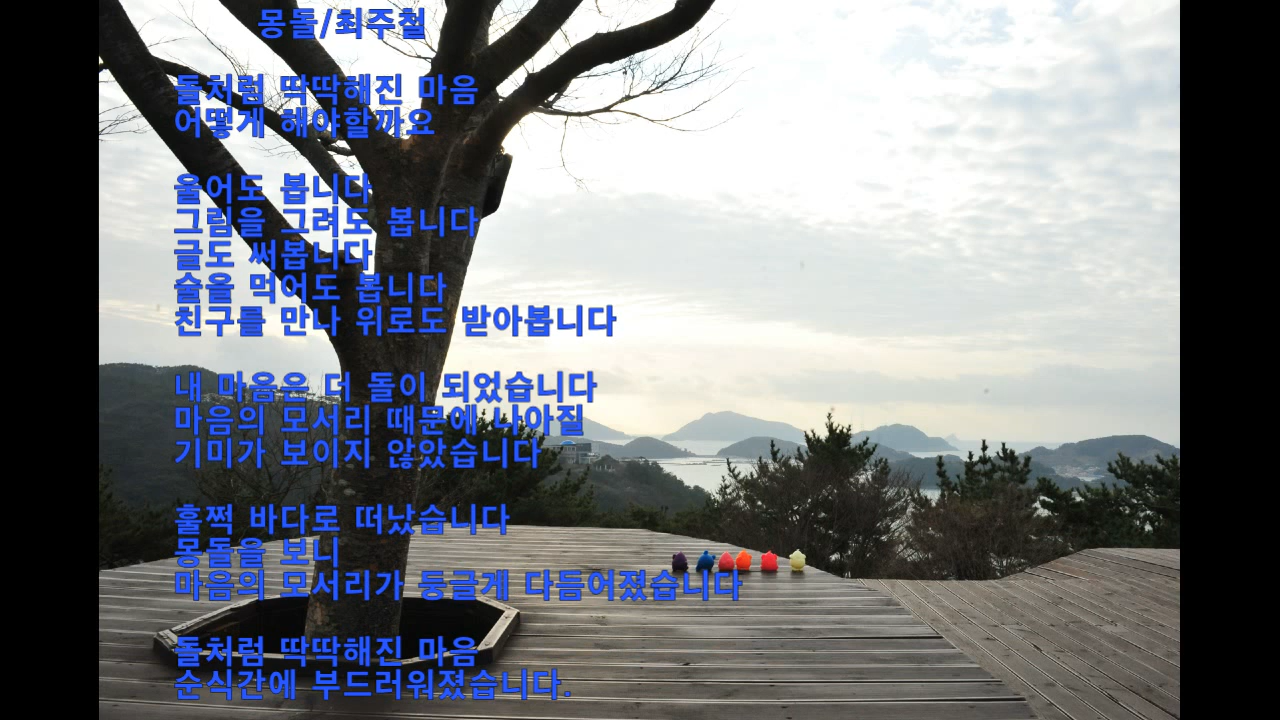 몽돌/최주철
돌처럼 딱딱해진 마음
어떻게 해야할까요
울어도 봅니다
그림을 그려도 봅니다
글도 써봅니다
술을 먹어도 봅니다
친구를 만나 위로도 받아봅니다
내 마음은 더 돌이 되었습니다
마음의 모서리 때문에 나아질
기미가 보이지 않았습니다
훌쩍 바다로 떠났습니다
몽돌을 보니
마음의 모서리가 둥글게 다듬어졌습니다
돌처럼 딱딱해진 마음
순식간에 부드러워졌습니다.